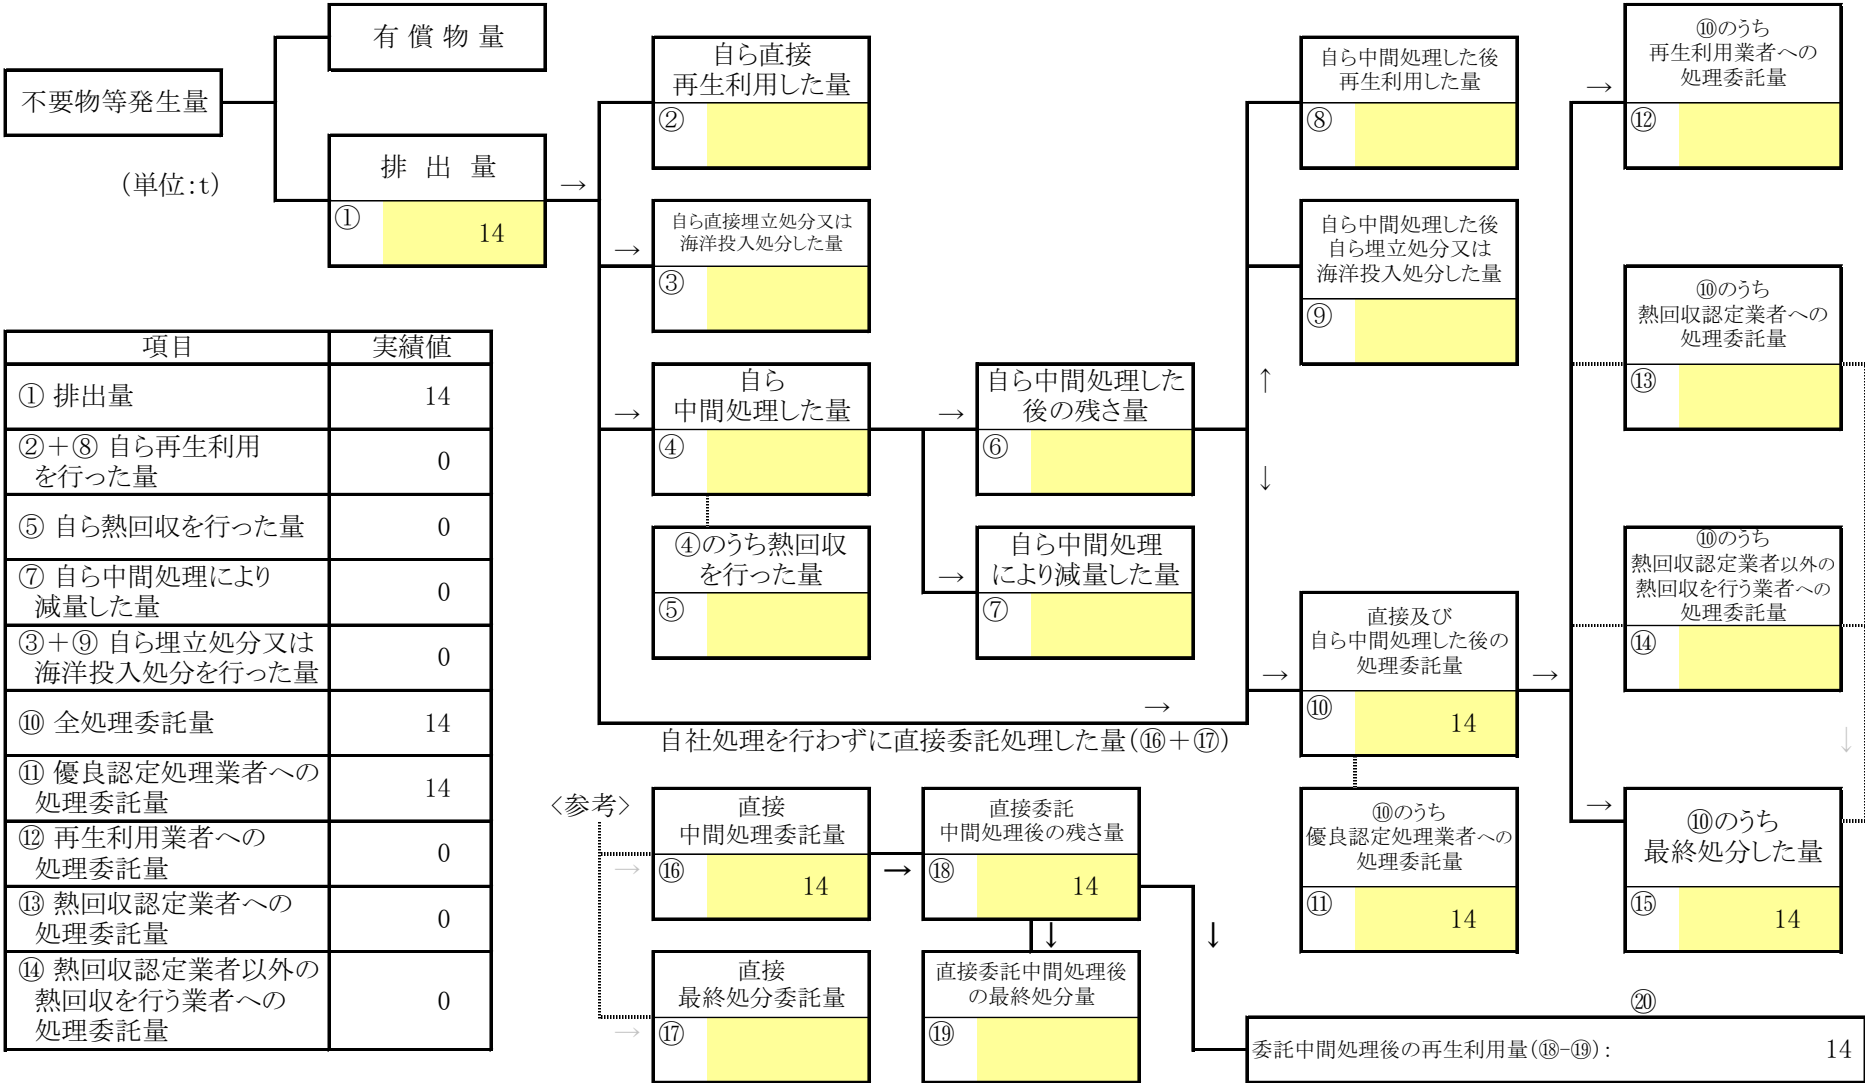 有 償 物 量
不要物等発生量
(単位:t)
排 出 量
→
① 14
自ら直接
再生利用した量
②
→
自ら直接埋立処分又は
海洋投入処分した量
③
→
自ら
中間処理した量
④
④のうち熱回収
を行った量
⑤
→
自ら中間処理した
後の残さ量
⑥
→
自ら中間処理
により減量した量
⑦
自ら中間処理した後
再生利用した量
⑧
自ら中間処理した後
自ら埋立処分又は
海洋投入処分した量
⑨
↑
↓
→
直接及び
自ら中間処理した後の
処理委託量
⑩ 14
→
⑩のうち
優良認定処理業者への
処理委託量
⑪ 14
→
⑩のうち
再生利用業者への
処理委託量
⑫
⑩のうち
熱回収認定業者への
処理委託量
⑬
⑩のうち
熱回収認定業者以外の
熱回収を行う業者への
処理委託量
⑭
↓
→
⑩のうち
最終処分した量
⑮ 14
→
自社処理を行わずに直接委託処理した量(⑯+⑰)
<参考>
→
直接
中間処理委託量
⑯ 14
→
直接委託
中間処理後の残さ量
⑱ 14
↓
↓
→
直接
最終処分委託量
⑰
直接委託中間処理後
の最終処分量
⑲
⑳
委託中間処理後の再生利用量(⑱-⑲): 14
項目 実績値
① 排出量 14
②+⑧ 自ら再生利用
を行った量 0
⑤ 自ら熱回収を行った量 0
⑦ 自ら中間処理により
減量した量 0
③+⑨ 自ら埋立処分又は
海洋投入処分を行った量 0
⑩ 全処理委託量 14
⑪ 優良認定処理業者への
処理委託量 14
⑫ 再生利用業者への
処理委託量 0
⑬ 熱回収認定業者への
処理委託量 0
⑭ 熱回収認定業者以外の
熱回収を行う業者への
処理委託量 0